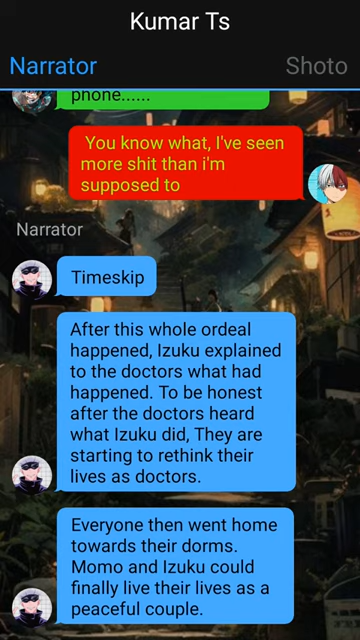 Kumar Ts
Narrator
Shoto
phone......
You know what, I've seen
more shit than i'm
supposed to
Narrator
Timeskip
After this whole ordeal
happened, Izuku explained
to the doctors what had
happened. To be honest
after the doctors heard
what Izuku did, They are
starting to rethink their
lives as doctors.
Everyone then went home
towards their dorms.
Momo and Izuku could
finally live their lives as a
peaceful couple.